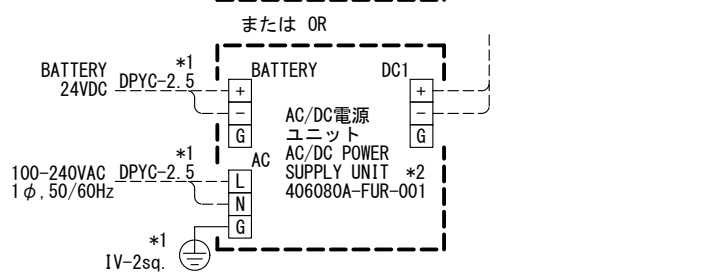 または OR
BATTERY
24VDC
*1
DPYC-2.5
BATTERY
DC1
+
−
G
+
−
G
AC/DC電源
ユニット
AC/DC POWER
SUPPLY UNIT *2
406080A-FUR-001
100-240VAC
1φ,50/60Hz
*1
DPYC-2.5
AC
L
N
G
*1
IV-2sq.